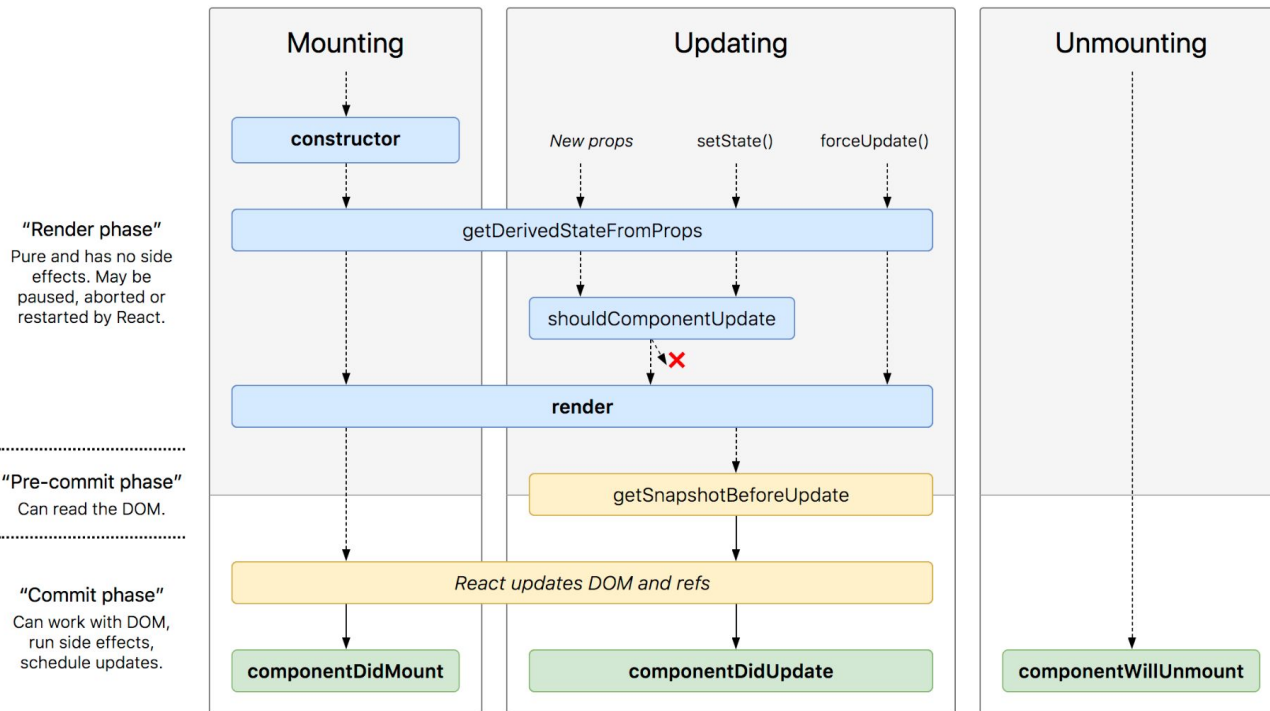 Mounting
Updating
Unmounting
constructor
New props
setState()
forceUpdate()
“Render phase”
Pure and has no side
effects. May be
paused, aborted or
restarted by React.
getDerivedStateFromProps
shouldComponentUpdate
render
“Pre-commit phase”
Can read the DOM.
getSnapshotBeforeUpdate
“Commit phase”
Can work with DOM,
run side effects,
schedule updates.
React updates DOM and refs
componentDidMount
componentDidUpdate
componentWillUnmount